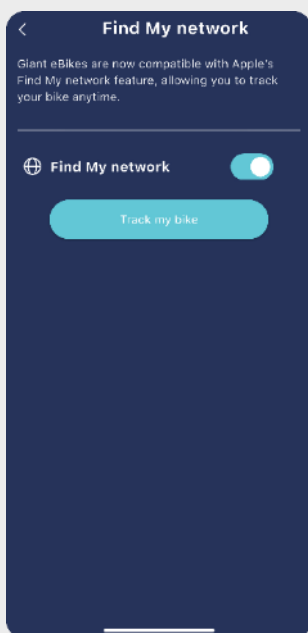 Find My network
Giant eBikes are now compatible with Apple's
Find My network feature, allowing you to track
your bike anytime.
Find My network
Track my bike